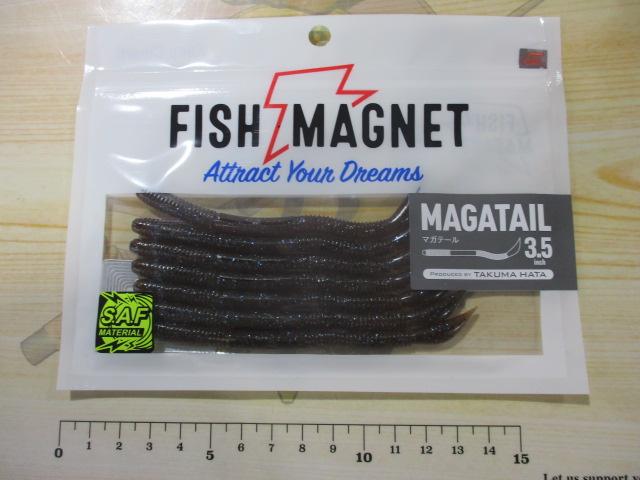 FISH MAGNET
Attract Your Dreams
MAGATAIL
マガテール
3.5
inch
PRODUCED BY TAKUMA HATA
S.A.F
MATERIAL
0 1 2 3 4 5 6 7 8 9 10 11 12 13 14 15
Let us support y